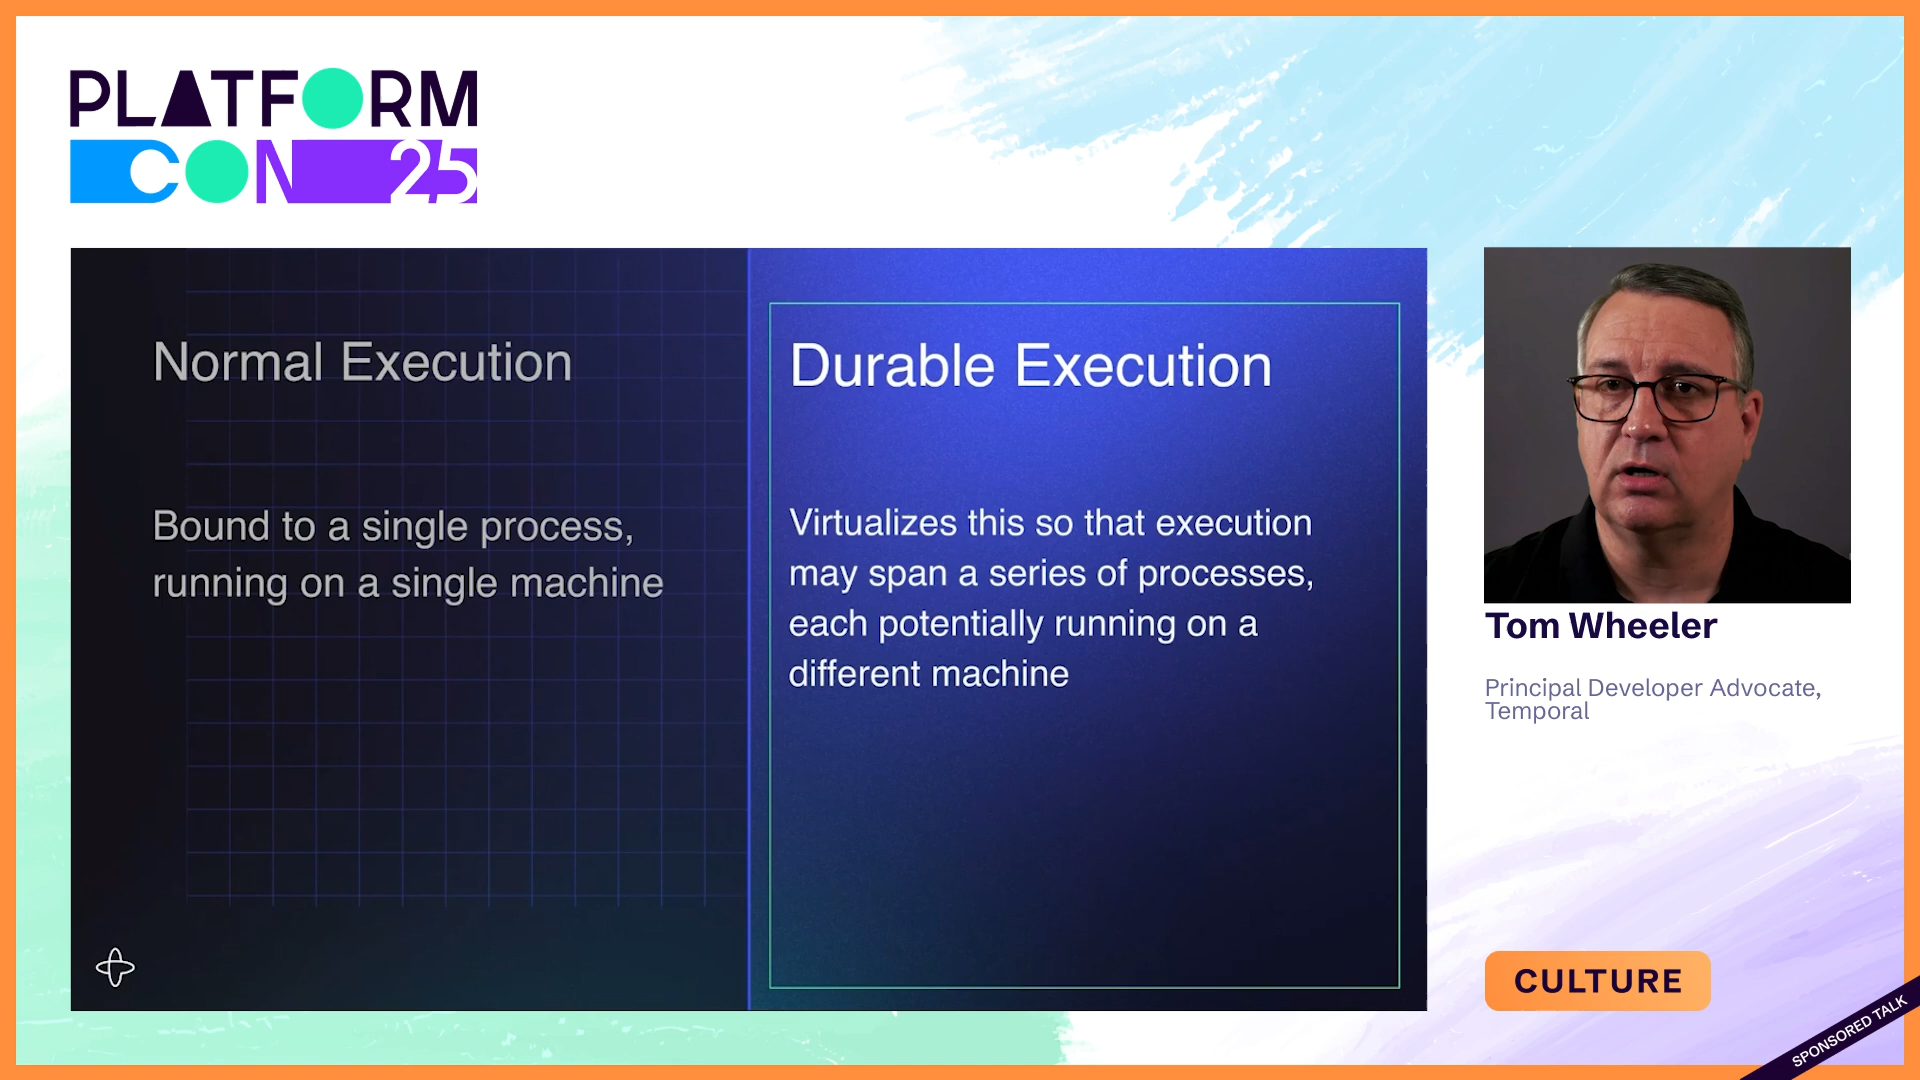 PLATFORM
CON 25
Normal Execution
Bound to a single process,
running on a single machine
Durable Execution
Virtualizes this so that execution
may span a series of processes,
each potentially running on a
different machine
Tom Wheeler
Principal Developer Advocate,
Temporal
CULTURE
SPONSORED TALK